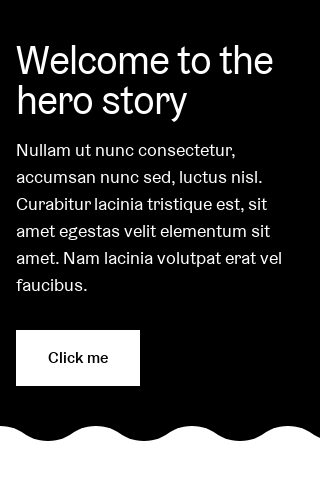 Welcome to the
hero story
Nullam ut nunc consectetur,
accumsan nunc sed, luctus nisl.
Curabitur lacinia tristique est, sit
amet egestas velit elementum sit
amet. Nam lacinia volutpat erat vel
faucibus.
Click me